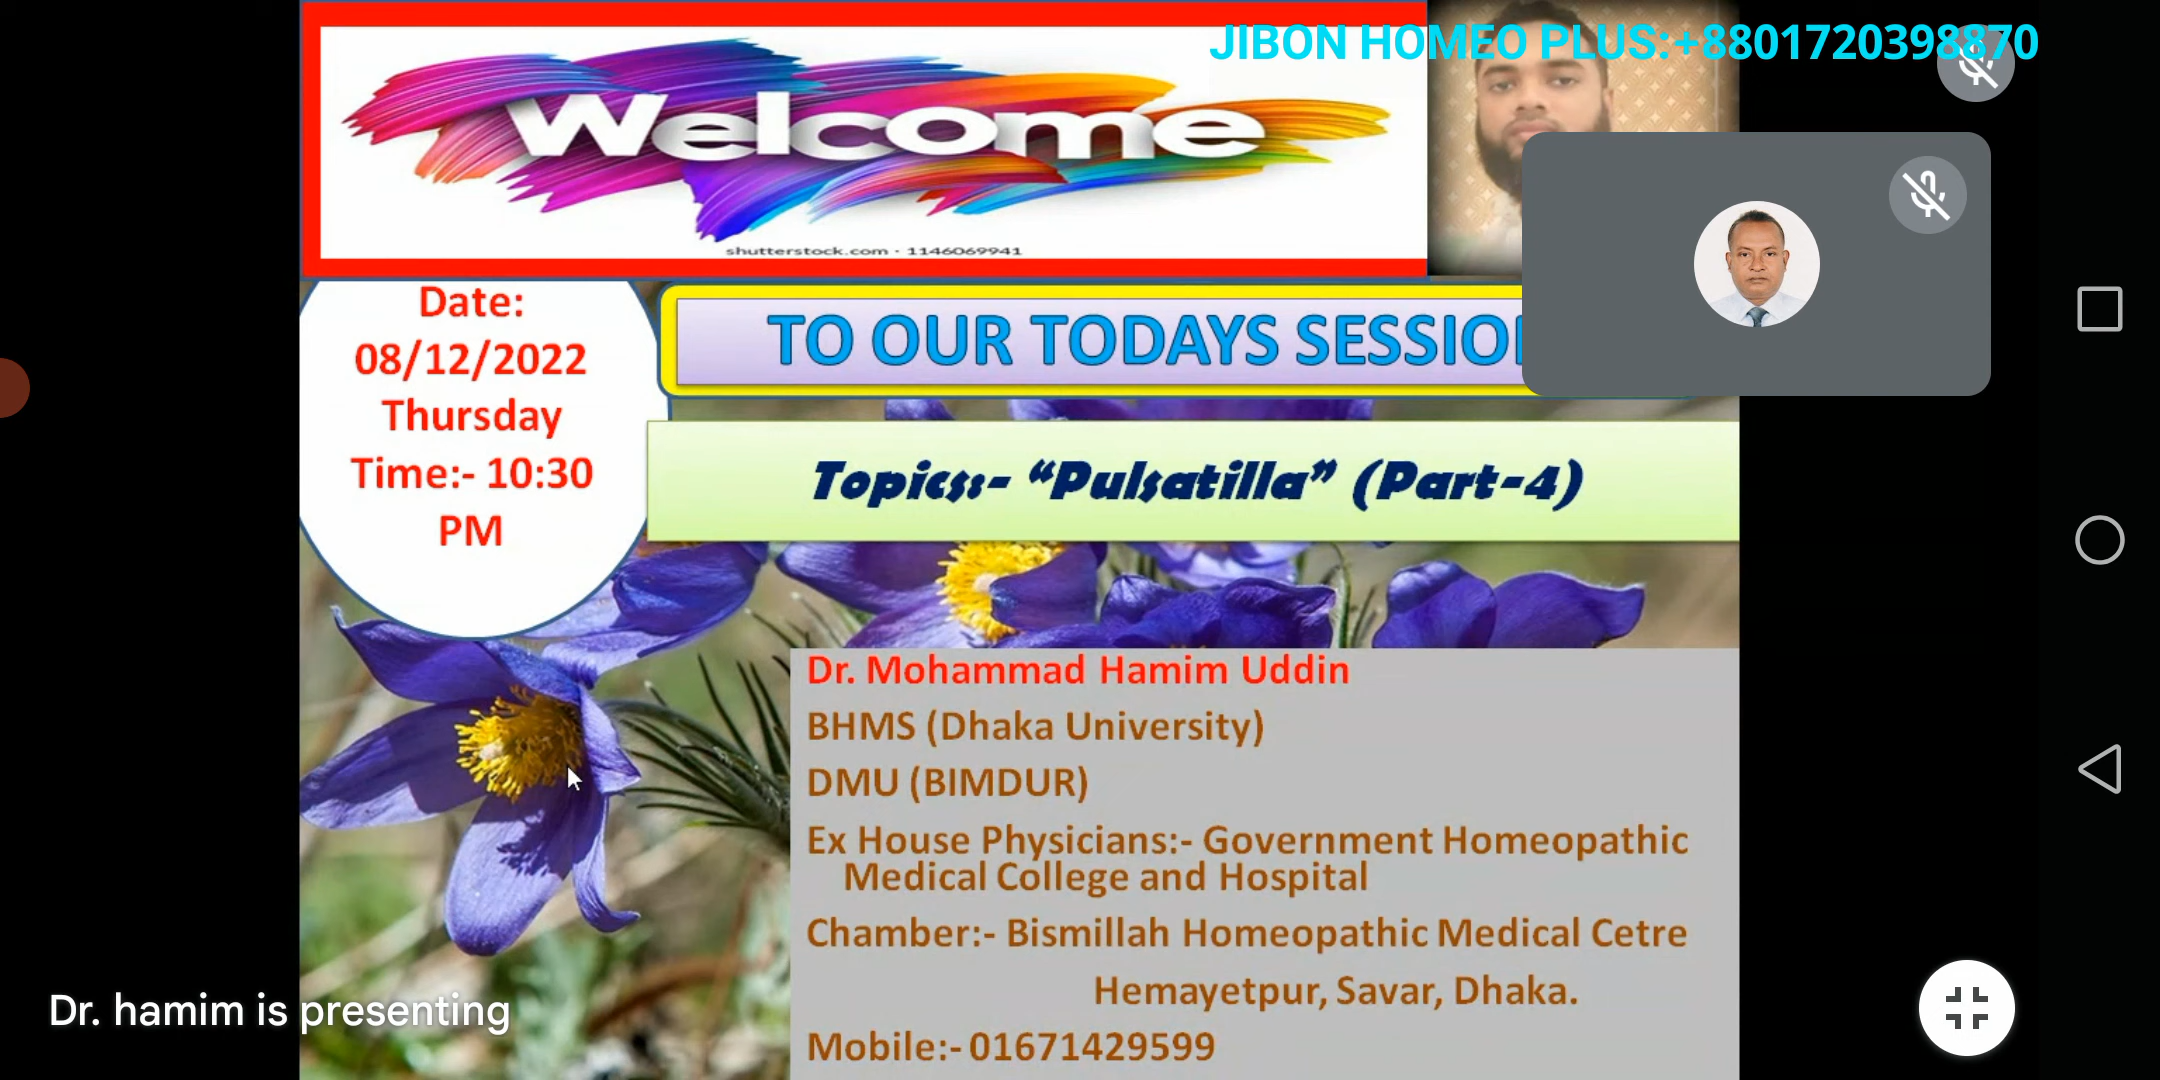 JIBON HOMEO PLUS:+8801720398870
Welcome
shutterstock.com · 1146069941
Date:
08/12/2022
Thursday
Time:- 10:30
PM
TO OUR TODAYS
Topics:- “Pulsatilla” (Part-4)
Dr. Mohammad Hamim Uddin
BHMS (Dhaka University)
DMU (BIMDUR)
Ex House Physicians:- Government Homeopathic
Medical College and Hospital
Chamber:- Bismillah Homeopathic Medical Cetre
Hemayetpur, Savar, Dhaka.
Mobile:- 01671429599
Dr. hamim is presenting